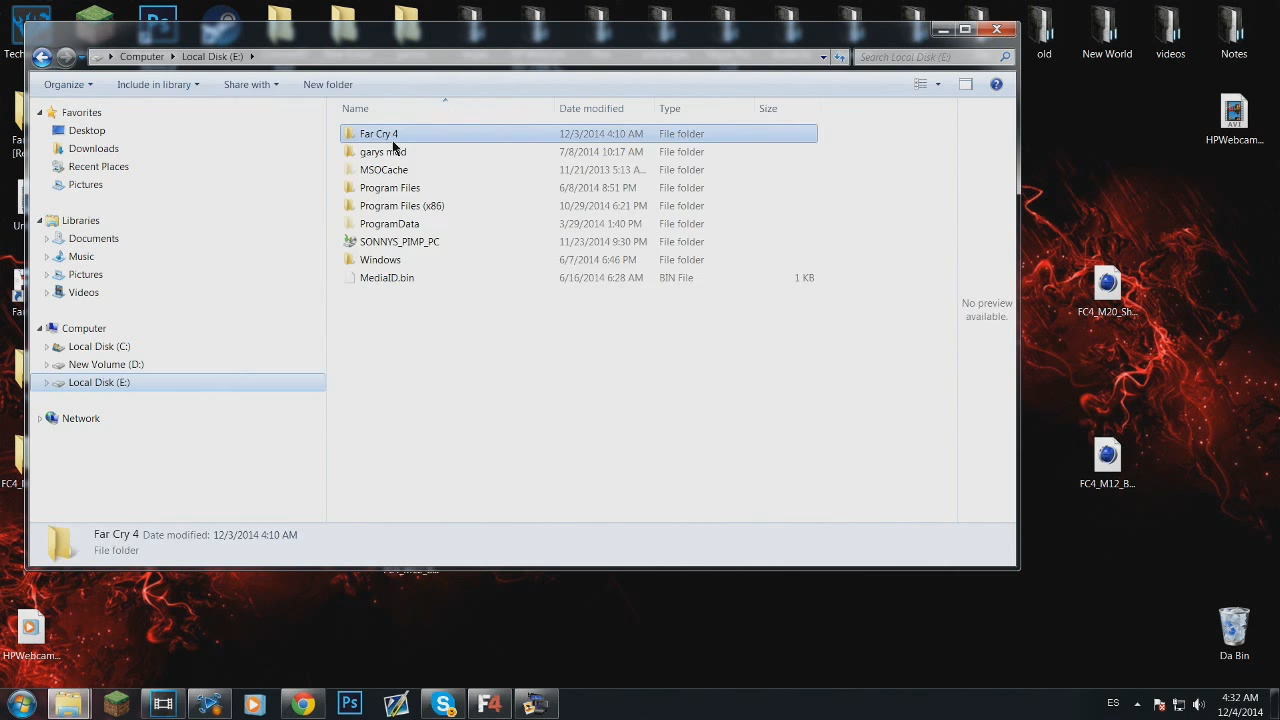 Computer
Local Disk (E:)
Search Local Disk (E:)
old
New World
videos
Notes
Organize
Include in library
Share with
New folder
Favorites
Desktop
Downloads
Recent Places
Pictures
Libraries
Documents
Music
Pictures
Videos
Computer
Local Disk (C:)
New Volume (D:)
Local Disk (E:)
Network
Name Date modified Type Size
Far Cry 4 12/3/2014 4:10 AM File folder
garys mod 7/8/2014 10:17 AM File folder
MSOCache 11/21/2013 5:13 A... File folder
Program Files 6/8/2014 8:51 PM File folder
Program Files (x86) 10/29/2014 6:21 PM File folder
ProgramData 3/29/2014 1:40 PM File folder
SONNYS_PIMP_PC 11/23/2014 9:30 PM File folder
Windows 6/7/2014 6:46 PM File folder
MediaID.bin 6/16/2014 6:28 AM BIN File 1 KB
No preview
available.
Far Cry 4 Date modified: 12/3/2014 4:10 AM
File folder
AVI
HPWebcam...
FC4_M20_Sh...
FC4_M12_B...
HPWebcam...
Da Bin
Ps
F4
ES
4:32 AM
12/4/2014